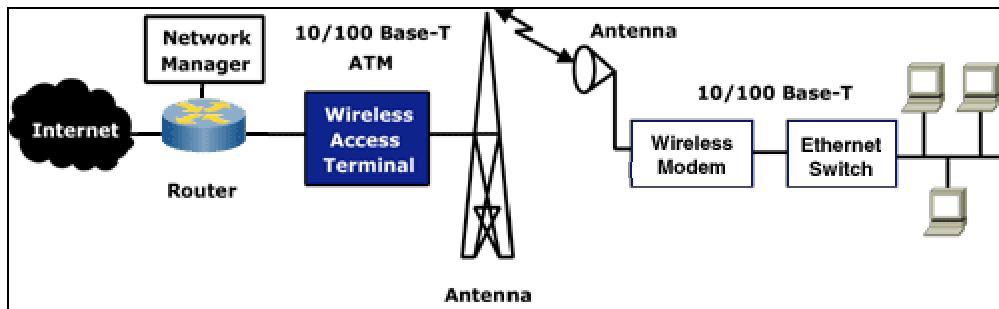 Network
Manager
10/100 Base-T
ATM
Antenna
10/100 Base-T
Internet
Wireless
Access
Terminal
Wireless
Modem
Ethernet
Switch
Router
Antenna